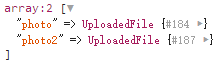 array:2 [▼
"photo" => UploadedFile {#184 ▶}
"photo2" => UploadedFile {#187 ▶}
]